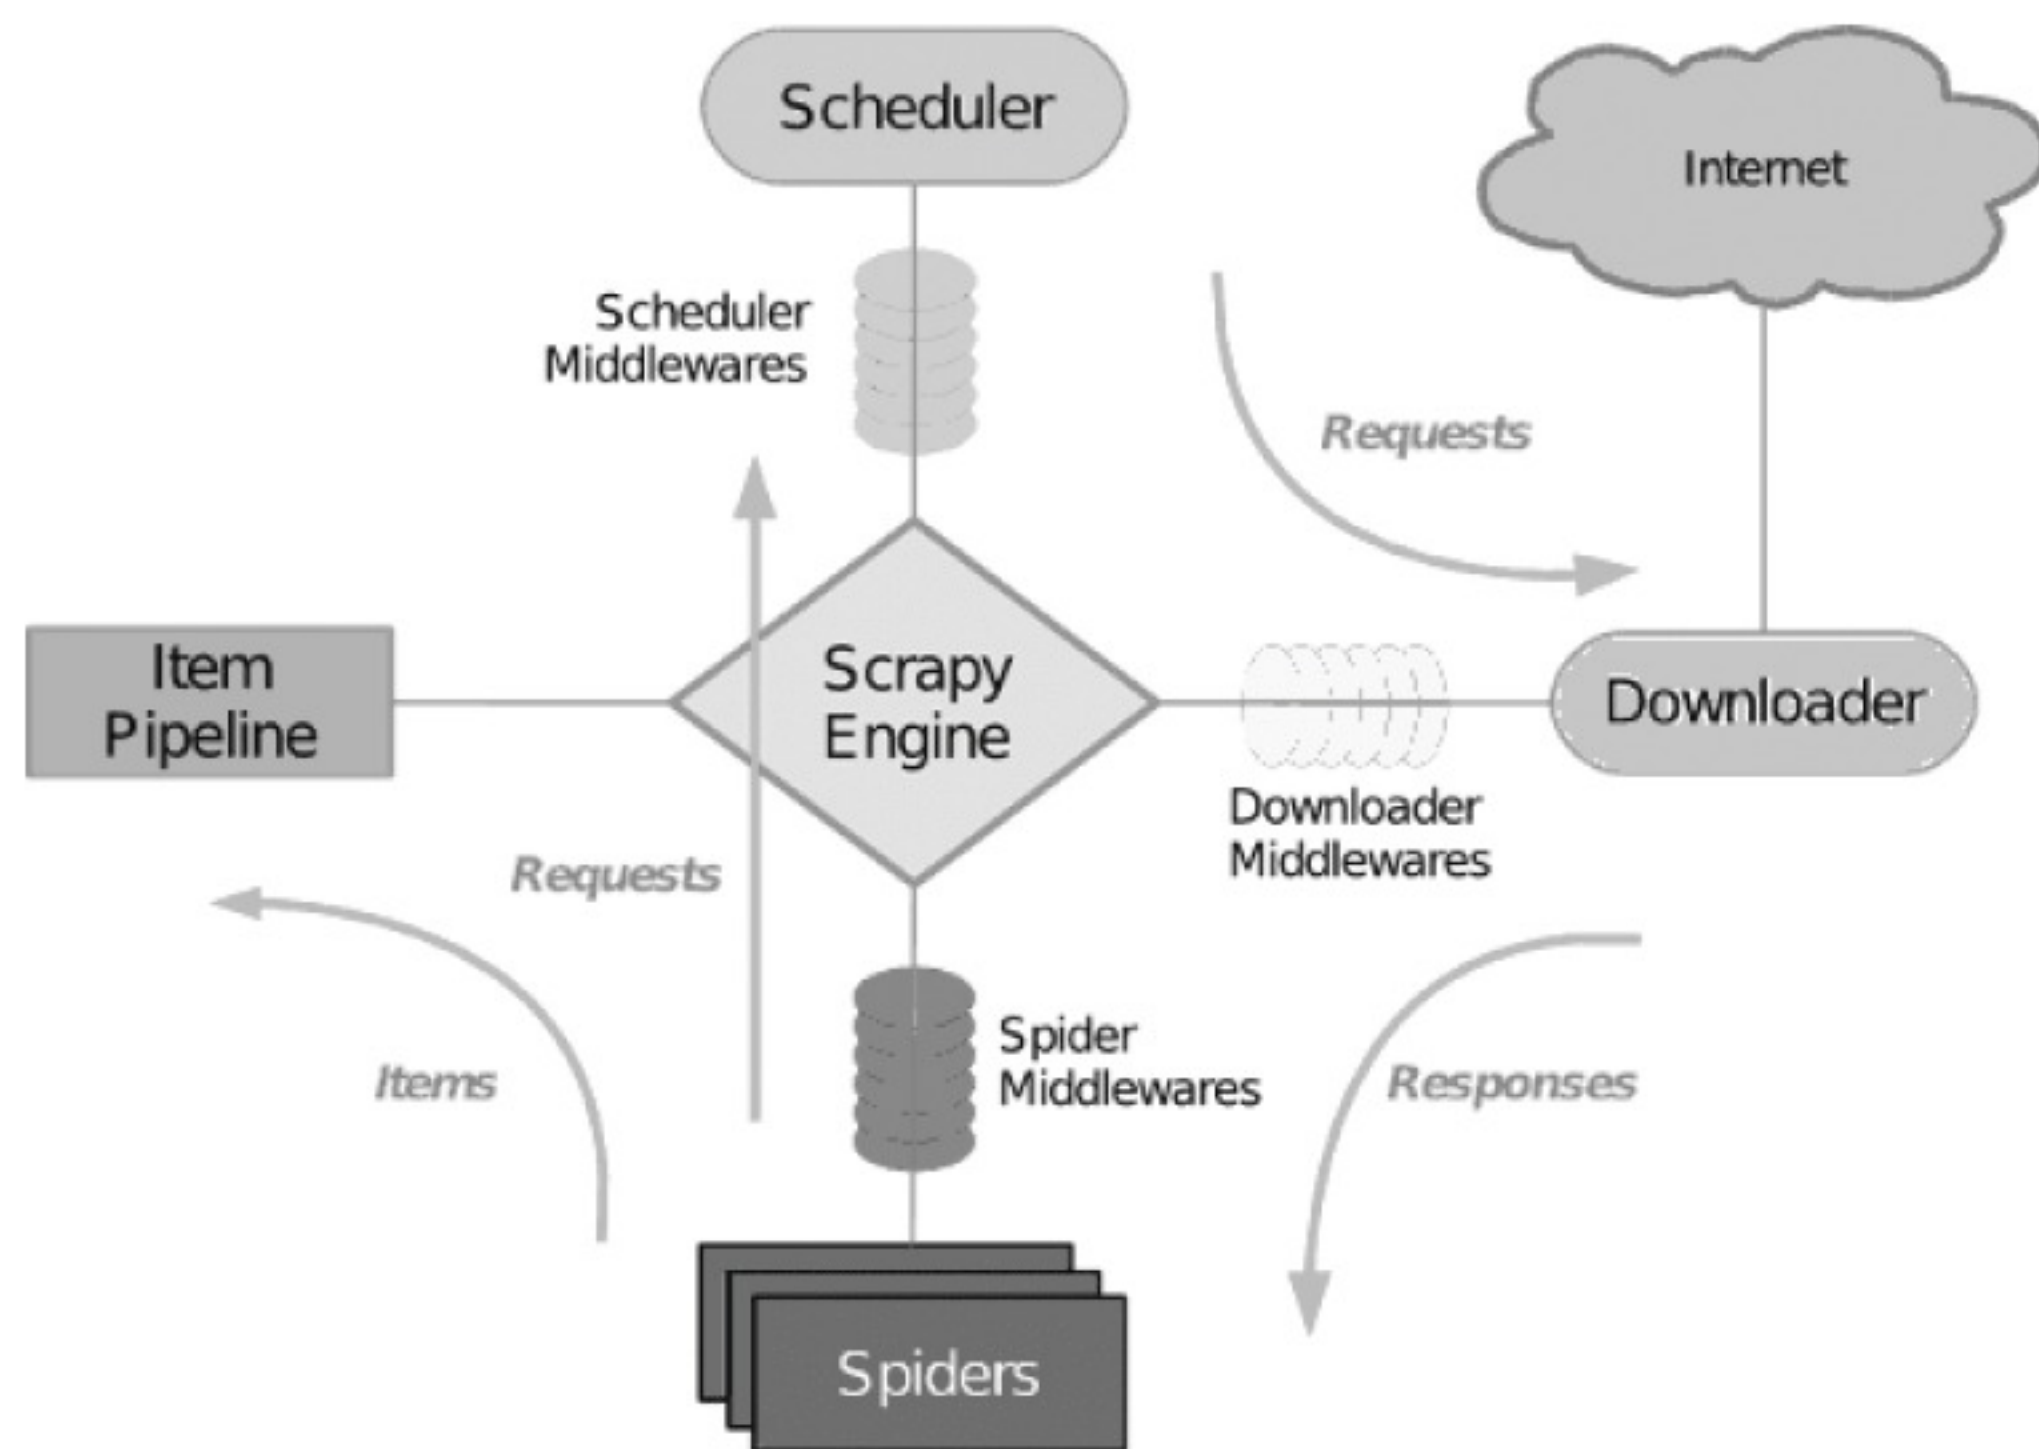 Scheduler
Internet
Scheduler
Middlewares
Requests
Item
Pipeline
Scrapy
Engine
Downloader
Downloader
Middlewares
Requests
Items
Spider
Middlewares
Responses
Spiders